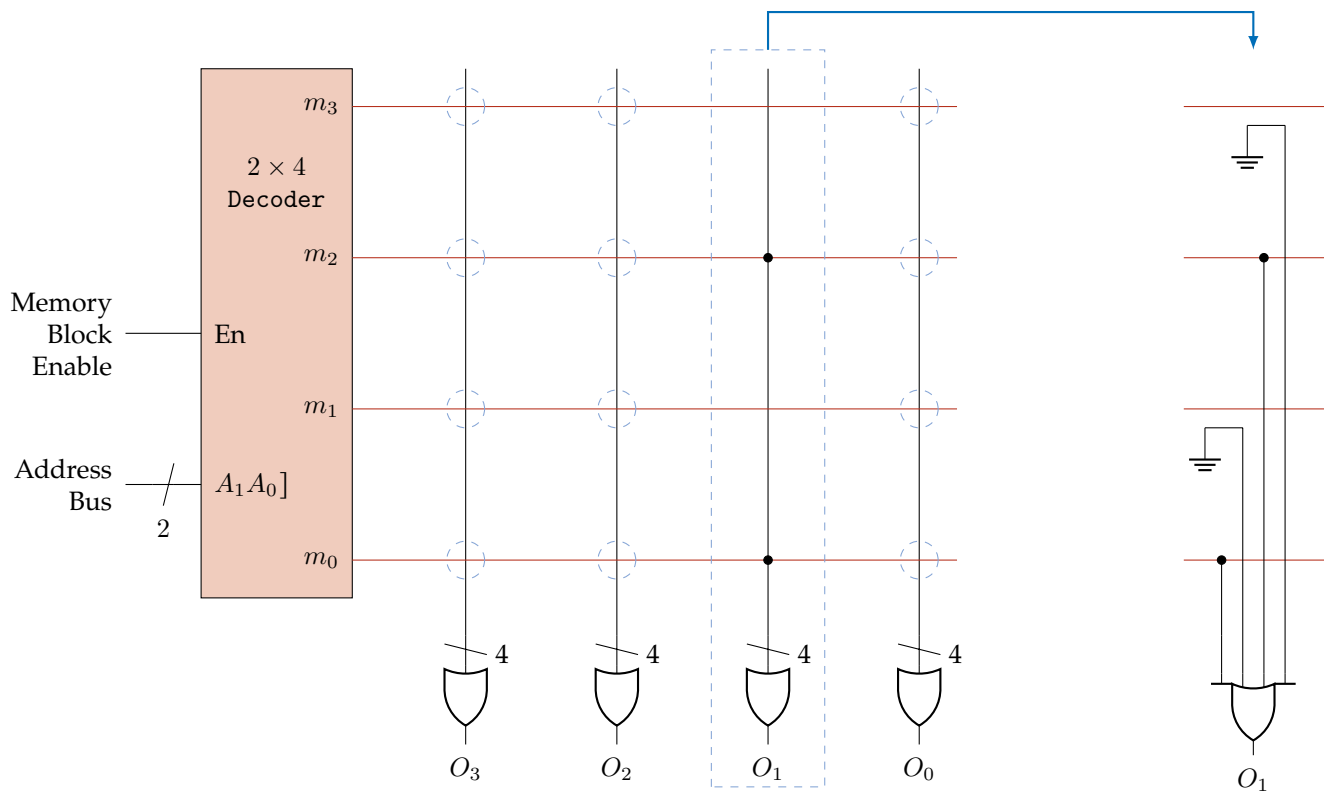 m₃
2 × 4
Decoder
m₂
Memory
Block
Enable
En
m₁
Address
Bus
2
A₁A₀]
m₀
4 4 4 4
O₃ O₂ O₁ O₀ O₁